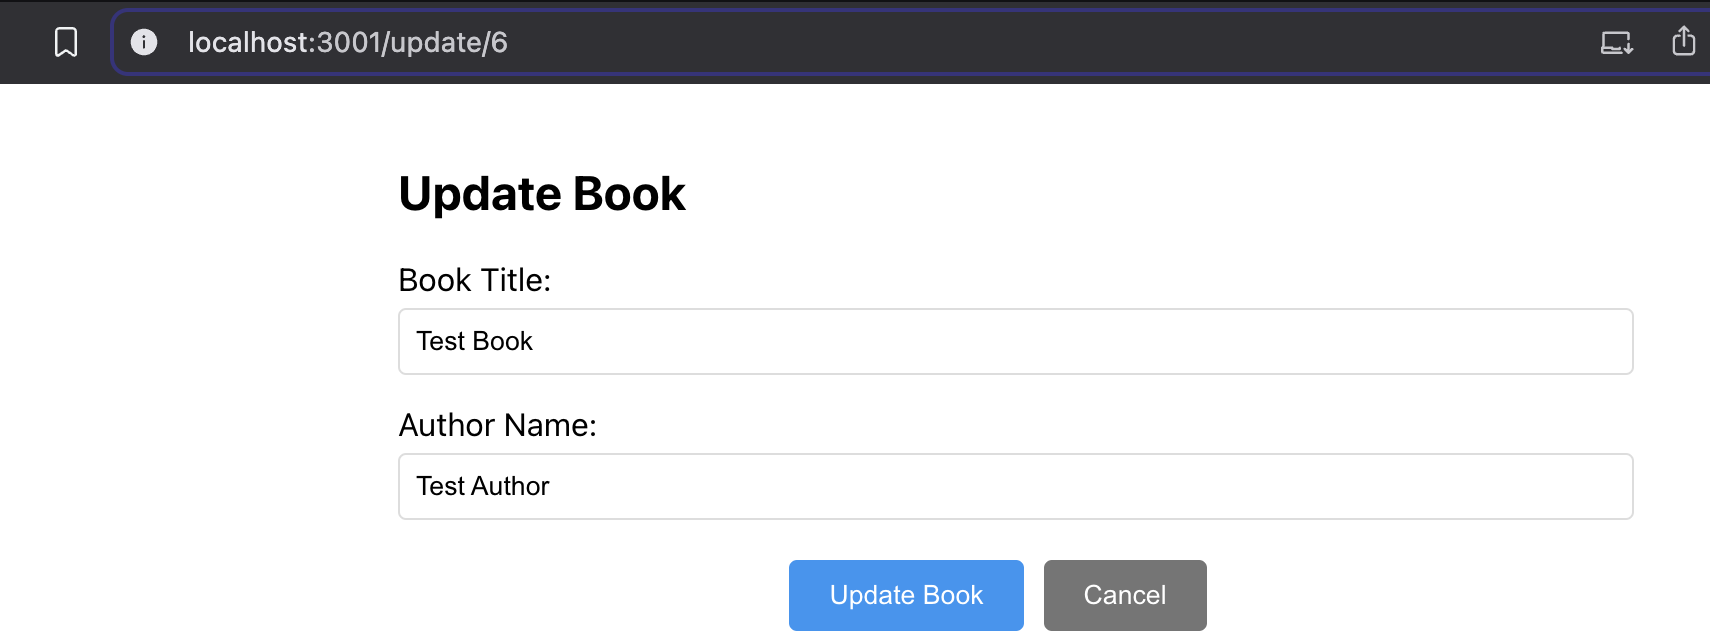 localhost:3001/update/6
Update Book
Book Title:
Test Book
Author Name:
Test Author
Update Book
Cancel